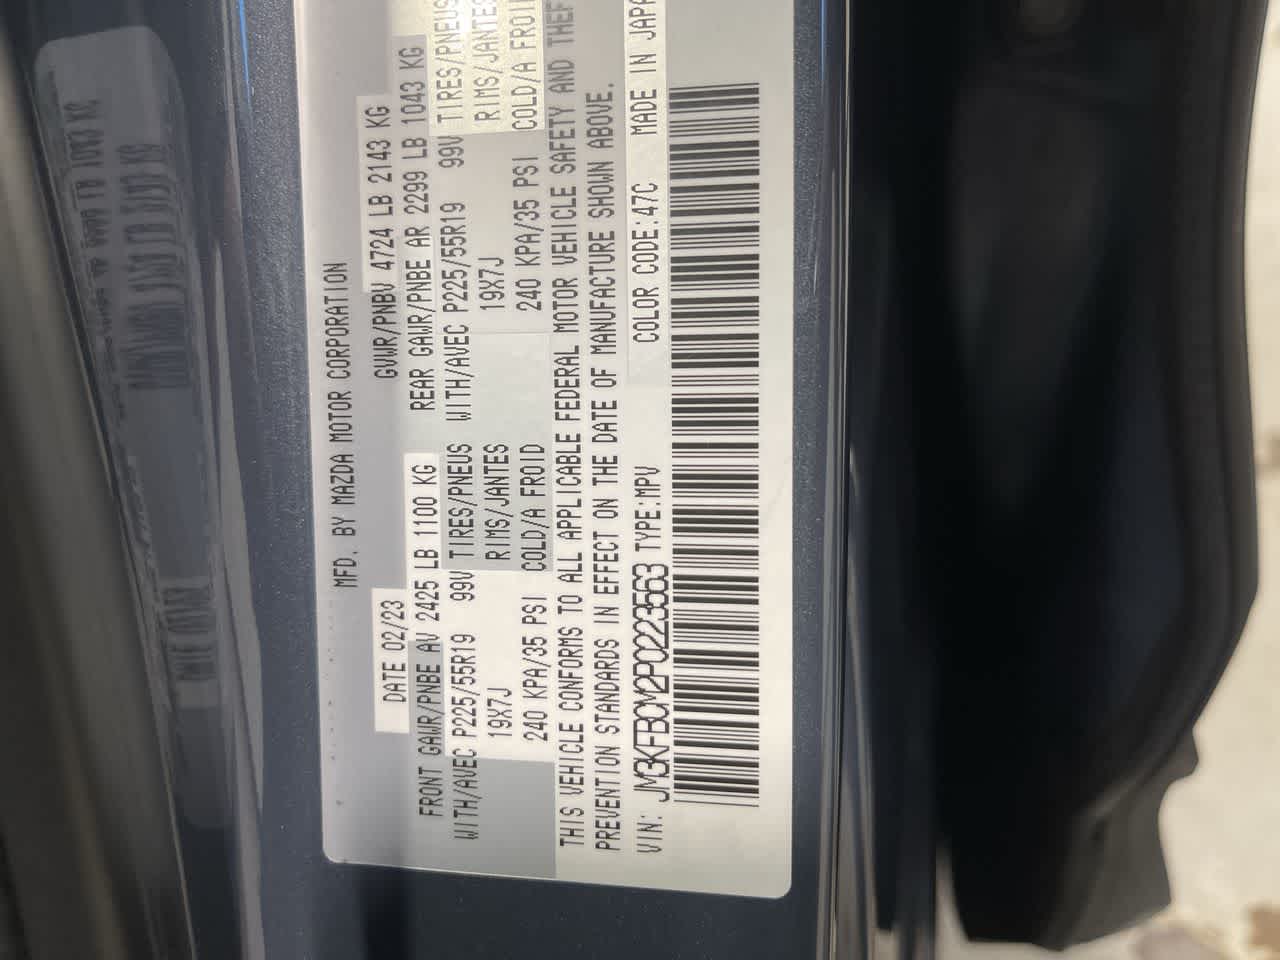 MFD. BY MAZDA MOTOR CORPORATION
DATE 02/23 GVWR/PNBV 4724 LB 2143 KG
FRONT GAWR/PNBE AV 2425 LB 1100 KG REAR GAWR/PNBE AR 2299 LB 1043 KG
WITH/AVEC P225/55R19 99V TIRES/PNEUS WITH/AVEC P225/55R19 99V TIRES/PNEUS
19X7J RIMS/JANTES 19X7J RIMS/JANTES
240 KPA/35 PSI COLD/A FROID 240 KPA/35 PSI COLD/A FROID
THIS VEHICLE CONFORMS TO ALL APPLICABLE FEDERAL MOTOR VEHICLE SAFETY AND THEF
PREVENTION STANDARDS IN EFFECT ON THE DATE OF MANUFACTURE SHOWN ABOVE.
VIN: JM3KFBCM2P0223563 TYPE:MPV COLOR CODE:47C MADE IN JAPA